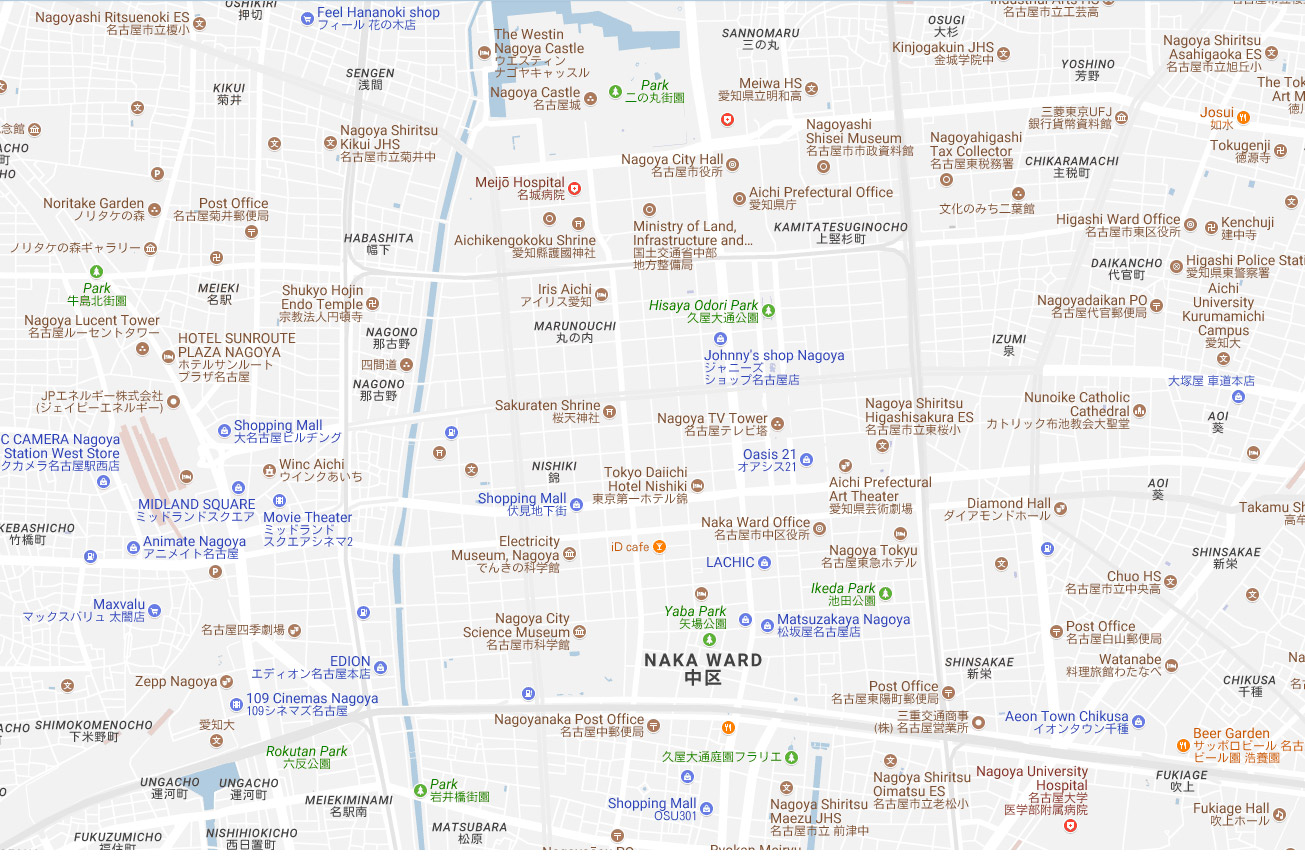 USHIKIRI
押切
Nagoyashi Ritsuenoki ES
名古屋市立榎小
Feel Hananoki shop
フィール 花の木店
The Westin
Nagoya Castle
ウエスティン
ナゴヤキャッスル
SANNOMARU
三の丸
OSUGI
大杉
名古屋市立工芸高
Kinjogakuin JHS
金城学院中
Nagoya Shiritsu
Asahigaoka ES
名古屋市立旭丘小
YOSHINO
芳野
SENGEN
浅間
KIKUI
菊井
Nagoya Castle
名古屋城
Park
二の丸街園
Meiwa HS
愛知県立明和高
三菱東京UFJ
銀行貨幣資料館
Josui
如水
The Tok
Art M
徳川
念館
Nagoya Shiritsu
Kikui JHS
名古屋市立菊井中
Nagoyashi
Shisei Museum
名古屋市市政資料館
Nagoyahigashi
Tax Collector
名古屋東税務署
Tokugenji
徳源寺
CHIKARAMACHI
主税町
Nagoya City Hall
名古屋市役所
Meijō Hospital
名城病院
Aichi Prefectural Office
愛知県庁
文化のみち二葉館
Noritake Garden
ノリタケの森
Post Office
名古屋菊井郵便局
Aichikengokoku Shrine
愛知縣護國神社
Ministry of Land,
Infrastructure and...
国土交通省中部
地方整備局
KAMITATESUGINOCHO
上竪杉町
Higashi Ward Office
名古屋市東区役所
Kenchuji
建中寺
ノリタケの森ギャラリー
HABASHITA
幅下
DAIKANCHO
代官町
Higashi Police Stati
愛知県東警察署
Park
牛島北街園
MEIEKI
名駅
Shukyo Hojin
Endo Temple
宗教法人円頓寺
Iris Aichi
アイリス愛知
Hisaya Odori Park
久屋大通公園
Nagoyadaikan PO
名古屋代官郵便局
Aichi
University
Kurumamichi
Campus
愛知大
Nagoya Lucent Tower
名古屋ルーセントタワー
HOTEL SUNROUTE
PLAZA NAGOYA
ホテルサンルート
プラザ名古屋
NAGONO
那古野
MARUNOUCHI
丸の内
IZUMI
泉
四間道
Johnny's shop Nagoya
ジャニーズ
ショップ名古屋店
NAGONO
那古野
大塚屋 車道本店
JPエネルギー株式会社
(ジェイピーエネルギー)
Sakuraten Shrine
桜天神社
Nagoya TV Tower
名古屋テレビ塔
Nagoya Shiritsu
Higashisakura ES
名古屋市立東桜小
Nunoike Catholic
Cathedral
カトリック布池教会大聖堂
AOI
葵
Shopping Mall
大名古屋ビルヂング
C CAMERA Nagoya
Station West Store
クカメラ名古屋駅西店
Winc Aichi
ウインクあいち
NISHIKI
錦
Tokyo Daiichi
Hotel Nishiki
東京第一ホテル錦
Oasis 21
オアシス21
Aichi Prefectural
Art Theater
愛知県芸術劇場
AOI
葵
MIDLAND SQUARE
ミッドランドスクエア
Movie Theater
ミッドランド
スクエアシネマ2
Shopping Mall
伏見地下街
Naka Ward Office
名古屋市中区役所
Diamond Hall
ダイアモンドホール
Takamu Sh
KEBASHICHO
竹橋町
Animate Nagoya
アニメイト名古屋
Electricity
Museum, Nagoya
でんきの科学館
iD cafe
LACHIC
Nagoya Tokyu
名古屋東急ホテル
SHINSAKAE
新栄
Chuo HS
名古屋市立中央高
Ikeda Park
池田公園
Maxvalu
マックスバリュ 太閤店
名古屋四季劇場
Nagoya City
Science Museum
名古屋市科学館
Yaba Park
矢場公園
Matsuzakaya Nagoya
松坂屋名古屋店
Post Office
名古屋白山郵便局
NAKA WARD
中区
EDION
エディオン名古屋本店
SHINSAKAE
新栄
Watanabe
料理旅館わたなべ
Zepp Nagoya
109 Cinemas Nagoya
109シネマズ名古屋
Post Office
名古屋東陽町郵便局
CHIKUSA
千種
SHIMOKOMENOCHO
下米野町
愛知大
Nagoyanaka Post Office
名古屋中郵便局
三重交通商事
(株) 名古屋営業所
Aeon Town Chikusa
イオンタウン千種
Rokutan Park
六反公園
久屋大通庭園フラリエ
Beer Garden
サッポロビール 名古
ビール園 浩養園
UNGACHO
運河町
UNGACHO
運河町
Park
岩井橋街園
Nagoya Shiritsu
Oimatsu ES
名古屋市立老松小
Nagoya University
Hospital
名古屋大学
医学部附属病院
FUKIAGE
吹上
MEIEKIMINAMI
名駅南
Shopping Mall
OSU301
Nagoya Shiritsu
Maezu JHS
名古屋市立 前津中
Fukiage Hall
吹上ホール
FUKUZUMICHO
福住町
NISHIHIOKICHO
西日置町
MATSUBARA
松原